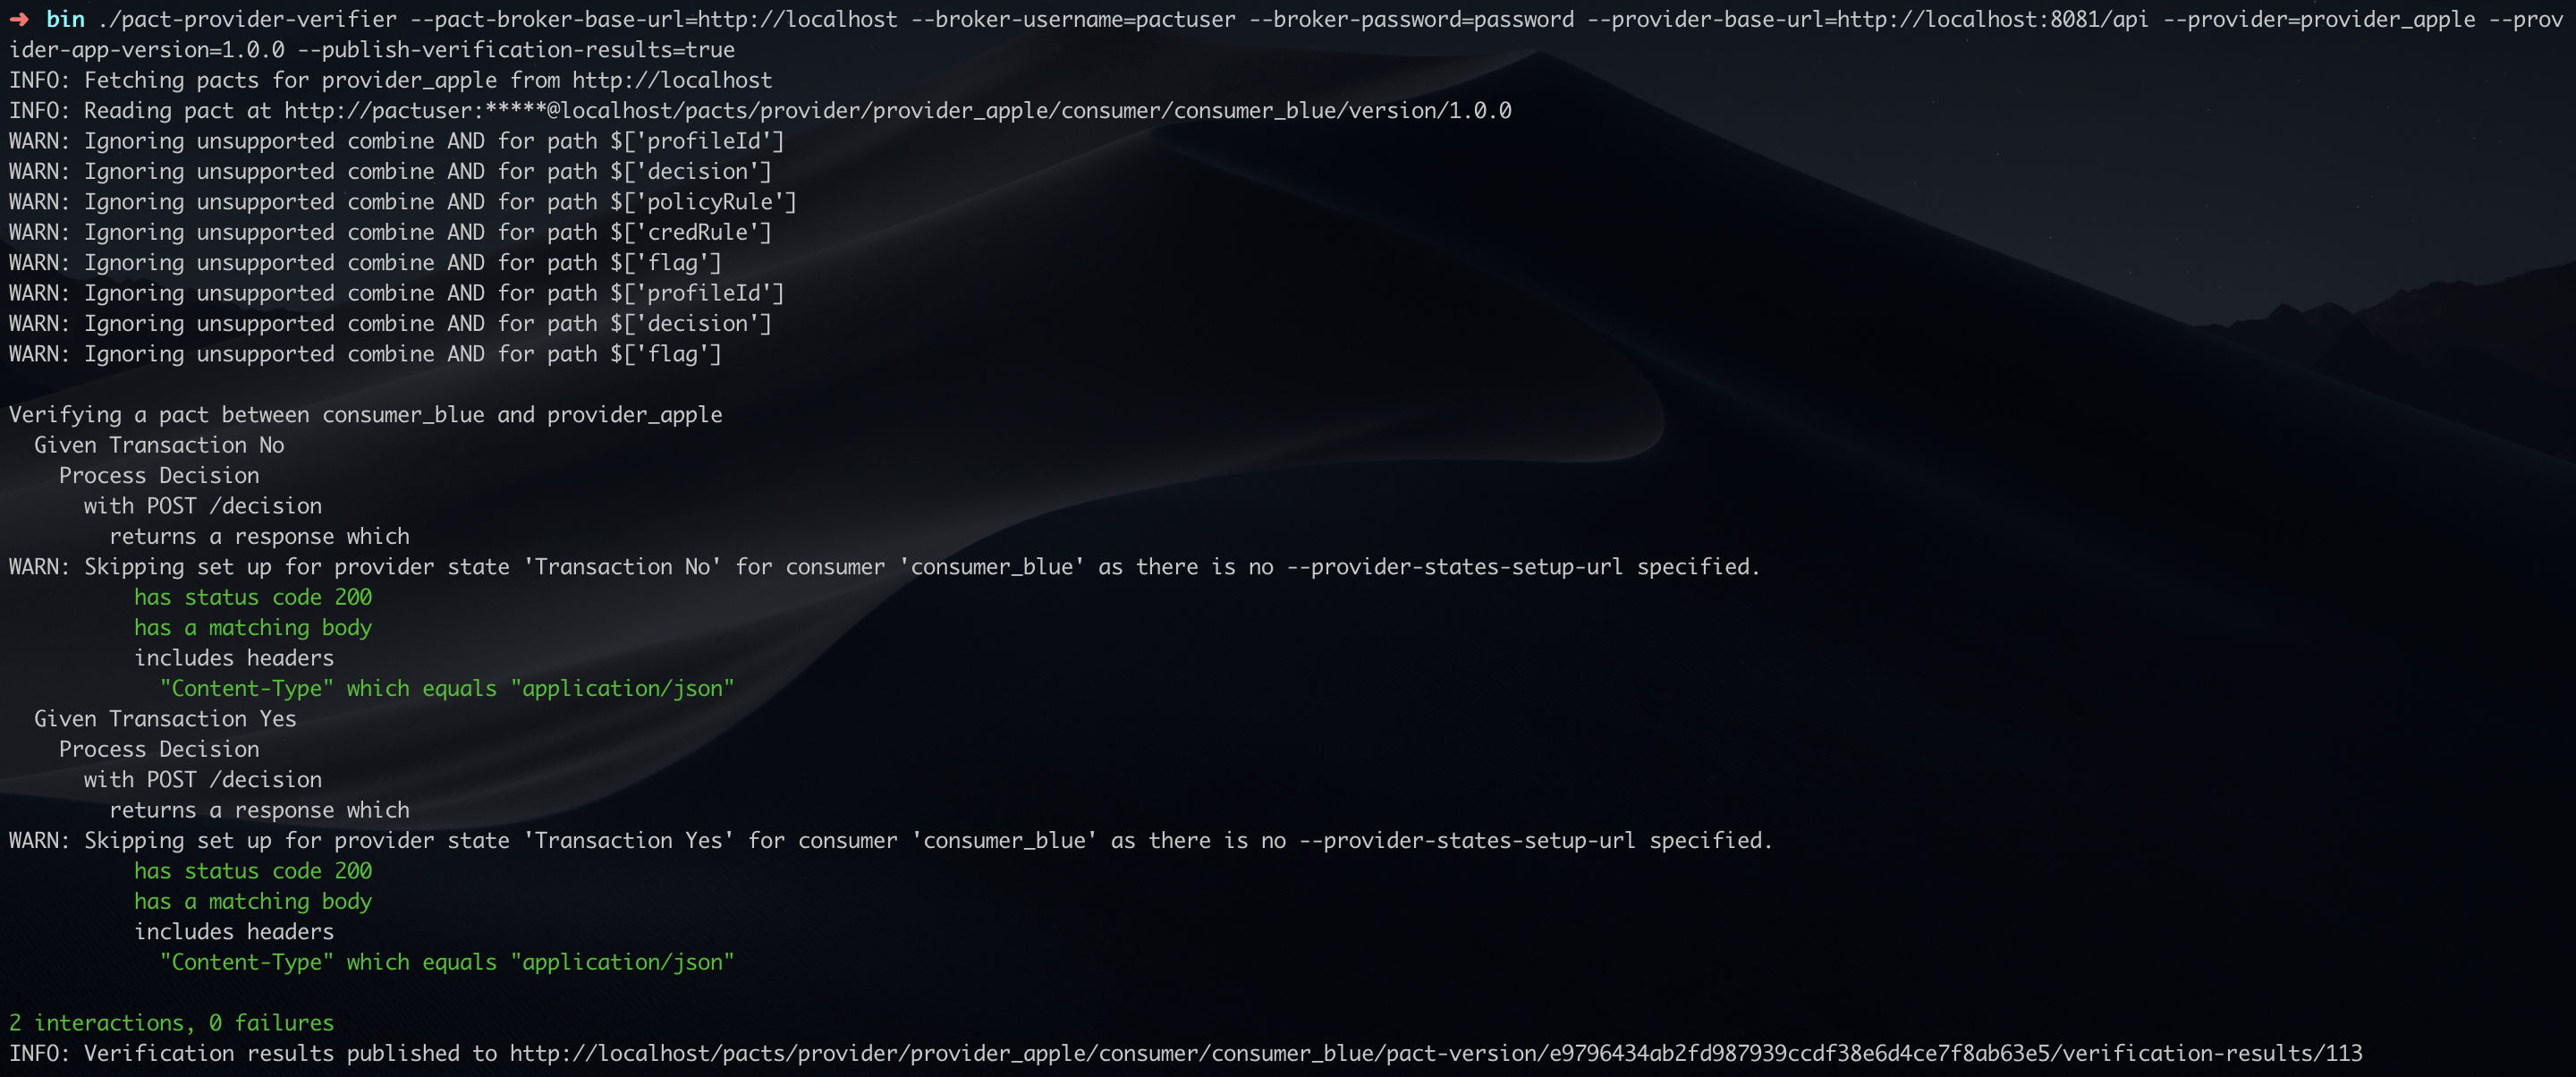 ➜  bin ./pact-provider-verifier --pact-broker-base-url=http://localhost --broker-username=pactuser --broker-password=password --provider-base-url=http://localhost:8081/api --provider=provider_apple --prov
ider-app-version=1.0.0 --publish-verification-results=true
INFO: Fetching pacts for provider_apple from http://localhost
INFO: Reading pact at http://pactuser:*****@localhost/pacts/provider/provider_apple/consumer/consumer_blue/version/1.0.0
WARN: Ignoring unsupported combine AND for path $['profileId']
WARN: Ignoring unsupported combine AND for path $['decision']
WARN: Ignoring unsupported combine AND for path $['policyRule']
WARN: Ignoring unsupported combine AND for path $['credRule']
WARN: Ignoring unsupported combine AND for path $['flag']
WARN: Ignoring unsupported combine AND for path $['profileId']
WARN: Ignoring unsupported combine AND for path $['decision']
WARN: Ignoring unsupported combine AND for path $['flag']

Verifying a pact between consumer_blue and provider_apple
  Given Transaction No
    Process Decision
      with POST /decision
        returns a response which
WARN: Skipping set up for provider state 'Transaction No' for consumer 'consumer_blue' as there is no --provider-states-setup-url specified.
          has status code 200
          has a matching body
          includes headers
            "Content-Type" which equals "application/json"
  Given Transaction Yes
    Process Decision
      with POST /decision
        returns a response which
WARN: Skipping set up for provider state 'Transaction Yes' for consumer 'consumer_blue' as there is no --provider-states-setup-url specified.
          has status code 200
          has a matching body
          includes headers
            "Content-Type" which equals "application/json"

2 interactions, 0 failures
INFO: Verification results published to http://localhost/pacts/provider/provider_apple/consumer/consumer_blue/pact-version/e9796434ab2fd987939ccdf38e6d4ce7f8ab63e5/verification-results/113